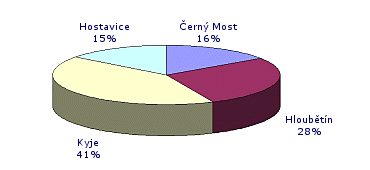 Hostavice
15%
Černý Most
16%
Hloubětín
28%
Kyje
41%